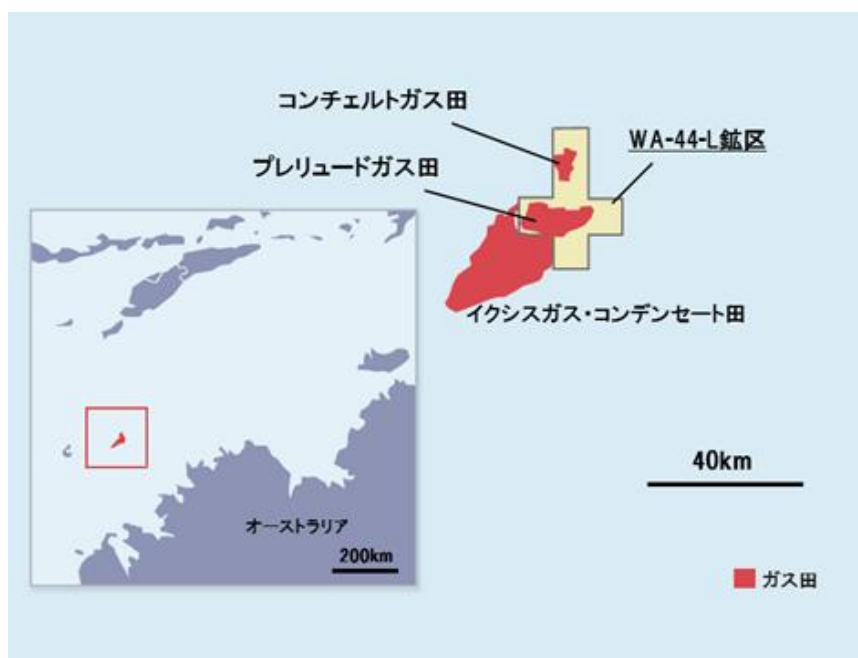 コンチェルトガス田
WA-44-L鉱区
プレリュードガス田
イクシスガス・コンデンセート田
40km
オーストラリア
200km
ガス田